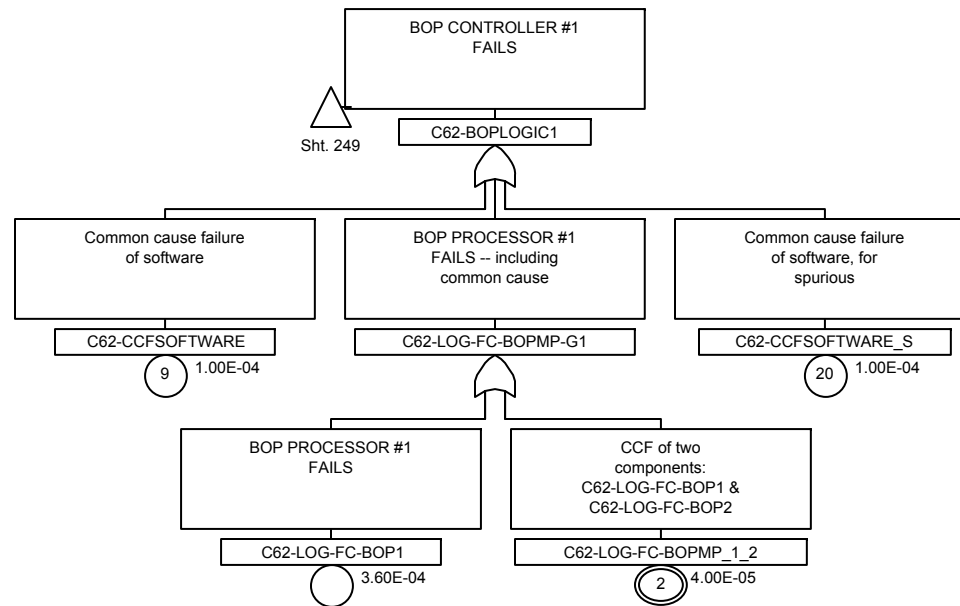 BOP CONTROLLER #1
FAILS
Sht. 249
C62-BOPLOGIC1
Common cause failure
of software
C62-CCFSOFTWARE
9
1.00E-04
BOP PROCESSOR #1
FAILS -- including
common cause
C62-LOG-FC-BOPMP-G1
Common cause failure
of software, for
spurious
C62-CCFSOFTWARE_S
20
1.00E-04
BOP PROCESSOR #1
FAILS
C62-LOG-FC-BOP1
3.60E-04
CCF of two
components:
C62-LOG-FC-BOP1 &
C62-LOG-FC-BOP2
C62-LOG-FC-BOPMP_1_2
2
4.00E-05